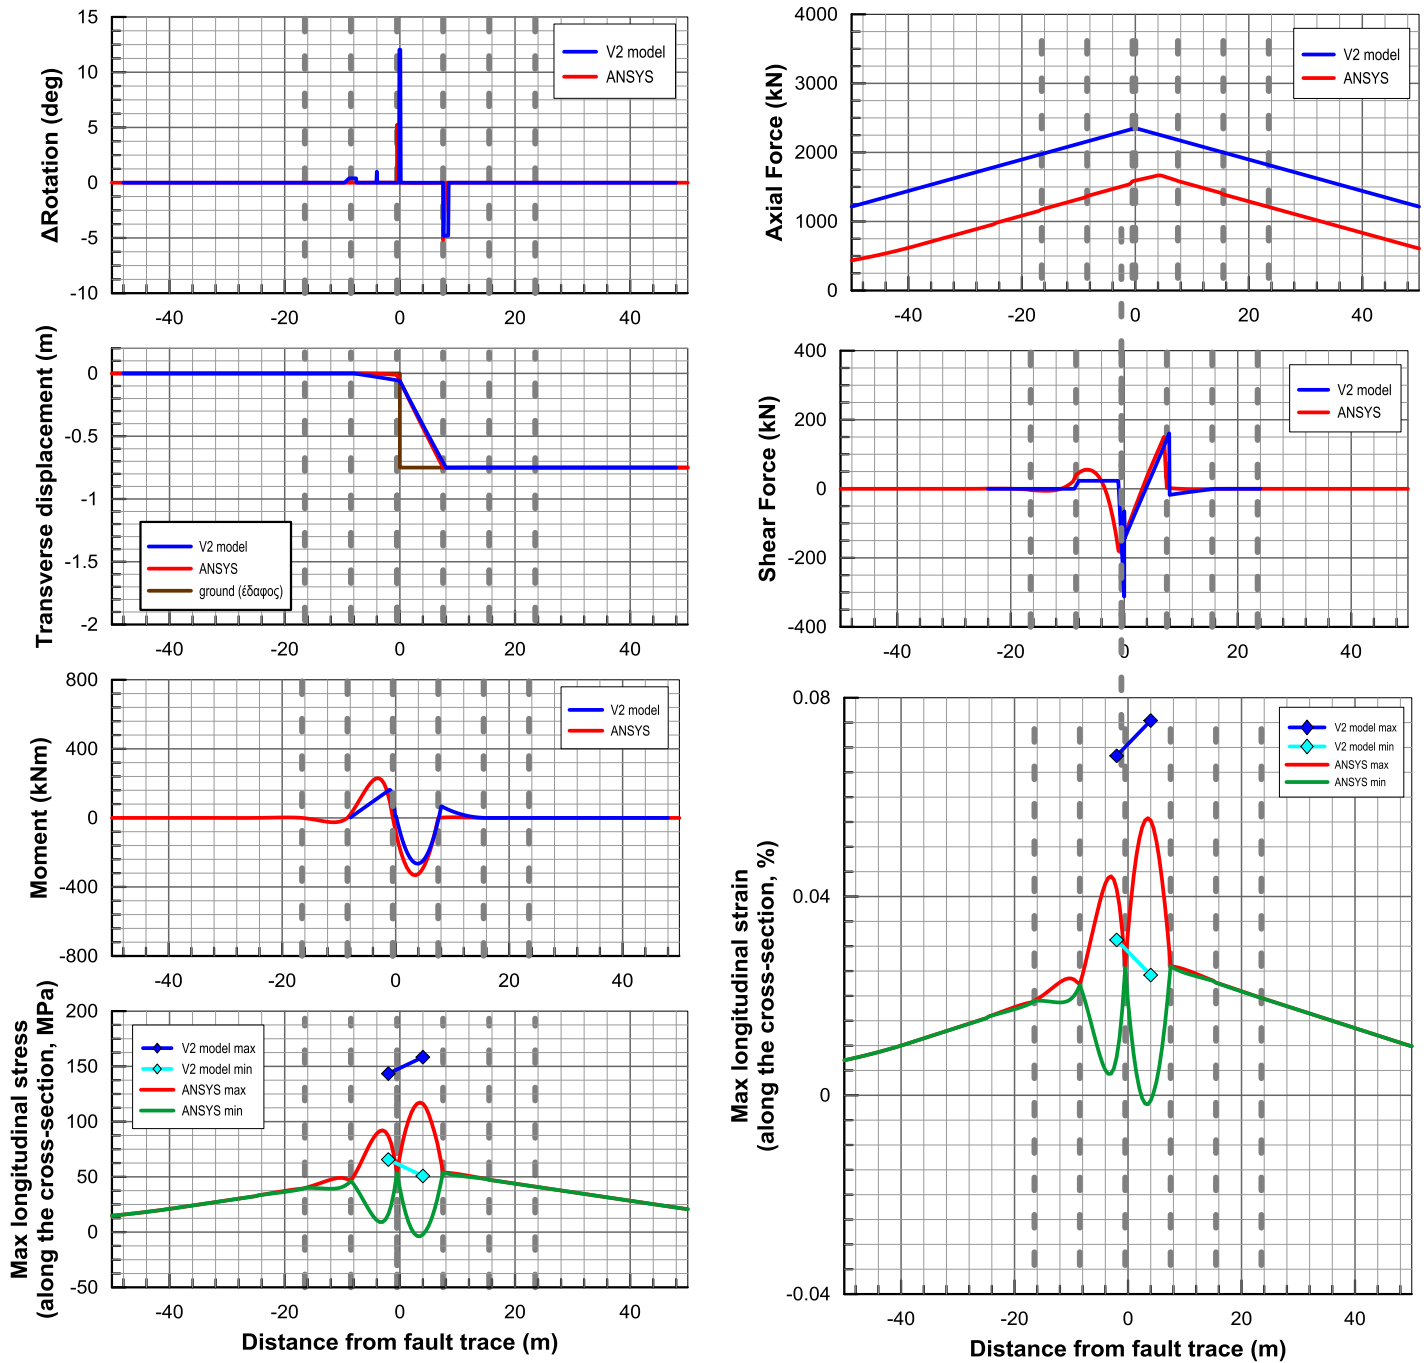 ΔRotation (deg)
15
10
5
0
-5
-10
V2 model
ANSYS
-40
-20
0
20
40
Axial Force (kN)
4000
3000
2000
1000
0
V2 model
ANSYS
-40
-20
0
20
40
Transverse displacement (m)
0
-0.5
-1
-1.5
-2
V2 model
ANSYS
ground (έδαφος)
-40
-20
0
20
40
Shear Force (kN)
400
200
0
-200
-400
V2 model
ANSYS
-40
-20
0
20
40
Moment (kNm)
800
400
0
-400
-800
V2 model
ANSYS
-40
-20
0
20
40
Max longitudinal stress
(along the cross-section, MPa)
200
150
100
50
0
-50
V2 model max
V2 model min
ANSYS max
ANSYS min
-40
-20
0
20
40
Distance from fault trace (m)
Max longitudinal strain
(along the cross-section, %)
0.08
0.04
0
-0.04
V2 model max
V2 model min
ANSYS max
ANSYS min
-40
-20
0
20
40
Distance from fault trace (m)